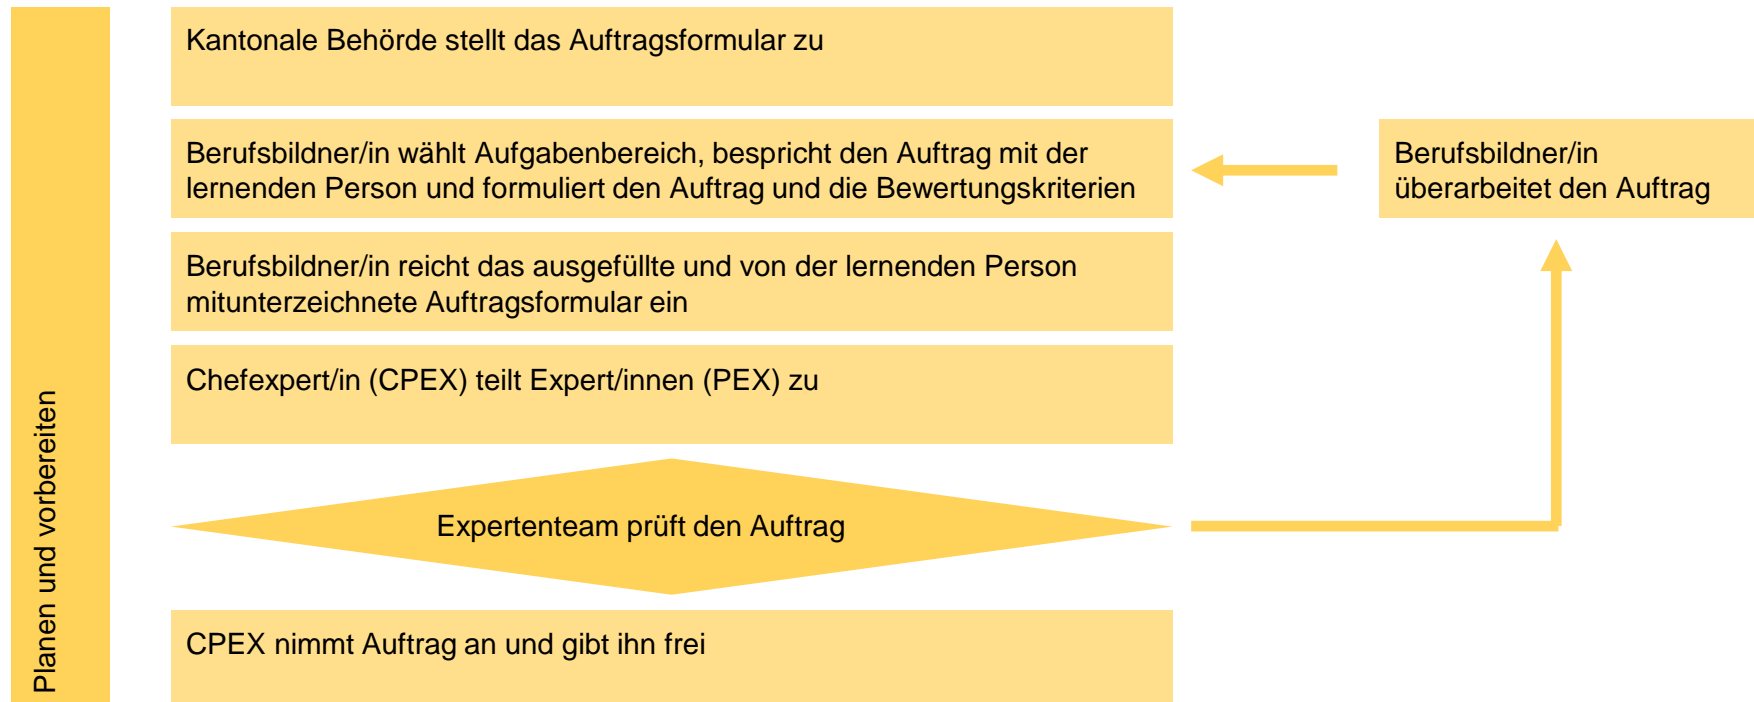 Planen und vorbereiten
Kantonale Behörde stellt das Auftragsformular zu
Berufsbildner/in wählt Aufgabenbereich, bespricht den Auftrag mit der
lernenden Person und formuliert den Auftrag und die Bewertungskriterien
Berufsbildner/in
überarbeitet den Auftrag
Berufsbildner/in reicht das ausgefüllte und von der lernenden Person
mitunterzeichnete Auftragsformular ein
Chefexpert/in (CPEX) teilt Expert/innen (PEX) zu
Expertenteam prüft den Auftrag
CPEX nimmt Auftrag an und gibt ihn frei